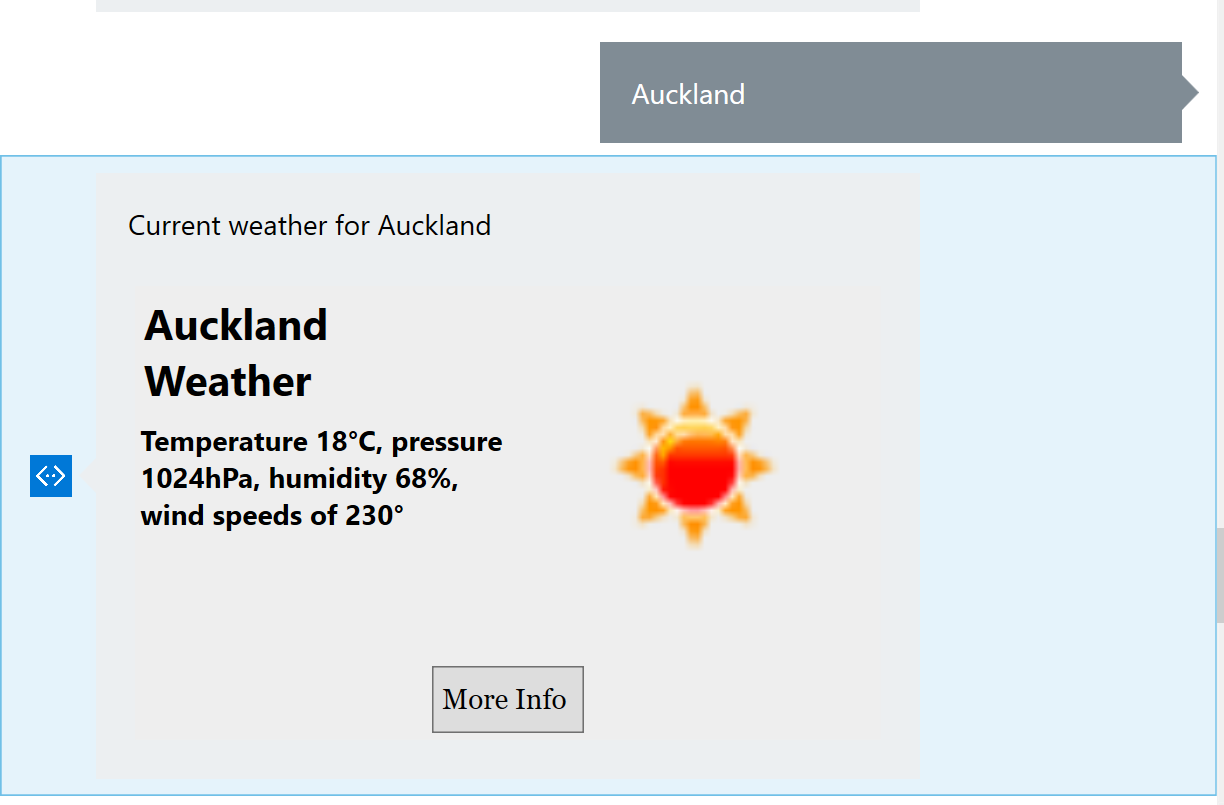 Auckland
Current weather for Auckland
Auckland
Weather
Temperature 18°C, pressure
1024hPa, humidity 68%,
wind speeds of 230°
More Info